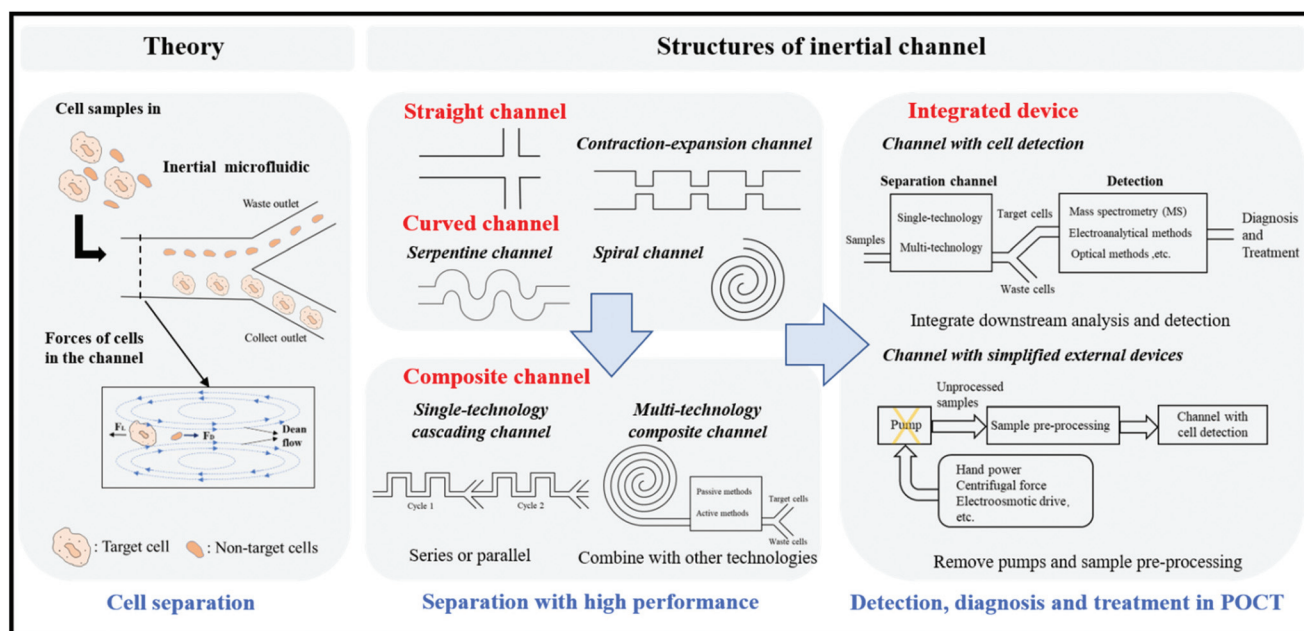 Theory
Structures of inertial channel
Cell samples in
Inertial microfluidic
Waste outlet
Collect outlet
Forces of cells
in the channel
FL
FD
Dean
flow
: Target cell
: Non-target cells
Cell separation
Straight channel
Contraction-expansion channel
Curved channel
Serpentine channel
Spiral channel
Composite channel
Single-technology
cascading channel
Multi-technology
composite channel
Cycle 1
Cycle 2
Passive methods
Active methods
Target cells
Waste cells
Series or parallel
Combine with other technologies
Separation with high performance
Integrated device
Channel with cell detection
Separation channel
Detection
Samples
Single-technology
Multi-technology
Target cells
Waste cells
Mass spectrometry (MS)
Electroanalytical methods
Optical methods ,etc.
Diagnosis
and
Treatment
Integrate downstream analysis and detection
Channel with simplified external devices
Unprocessed
samples
Pump
Sample pre-processing
Channel with
cell detection
Hand power
Centrifugal force
Electroosmotic drive,
etc.
Remove pumps and sample pre-processing
Detection, diagnosis and treatment in POCT